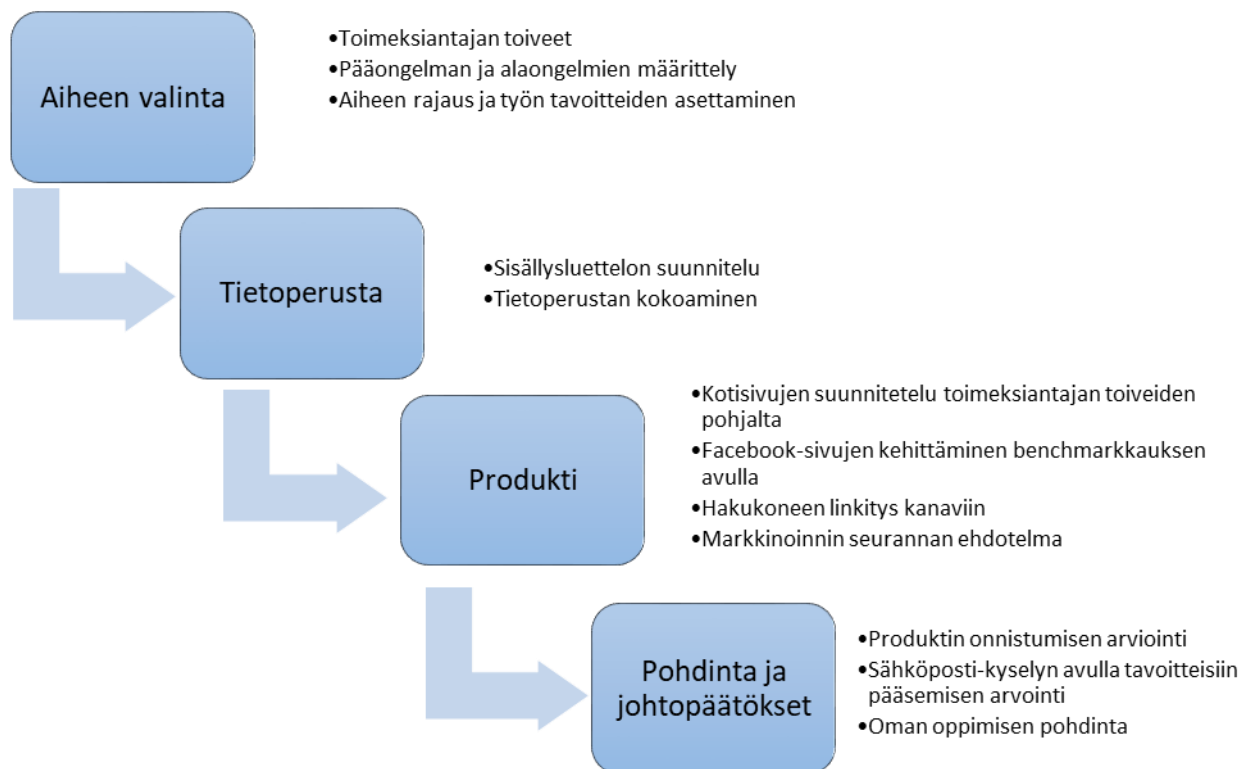 Aiheen valinta
•Toimeksiantajan toiveet
•Pääongelman ja alaongelmien määrittely
•Aiheen rajaus ja työn tavoitteiden asettaminen
Tietoperusta
•Sisällysluettelon suunnitelu
•Tietoperustan kokoaminen
Produkti
•Kotisivujen suunnitetelu toimeksiantajan toiveiden
pohjalta
•Facebook-sivujen kehittäminen benchmarkkauksen
avulla
•Hakukoneen linkitys kanaviin
•Markkinoinnin seurannan ehdotelma
Pohdinta ja
johtopäätökset
•Produktin onnistumisen arviointi
•Sähköposti-kyselyn avulla tavoitteisiin
pääsemisen arvointi
•Oman oppimisen pohdinta